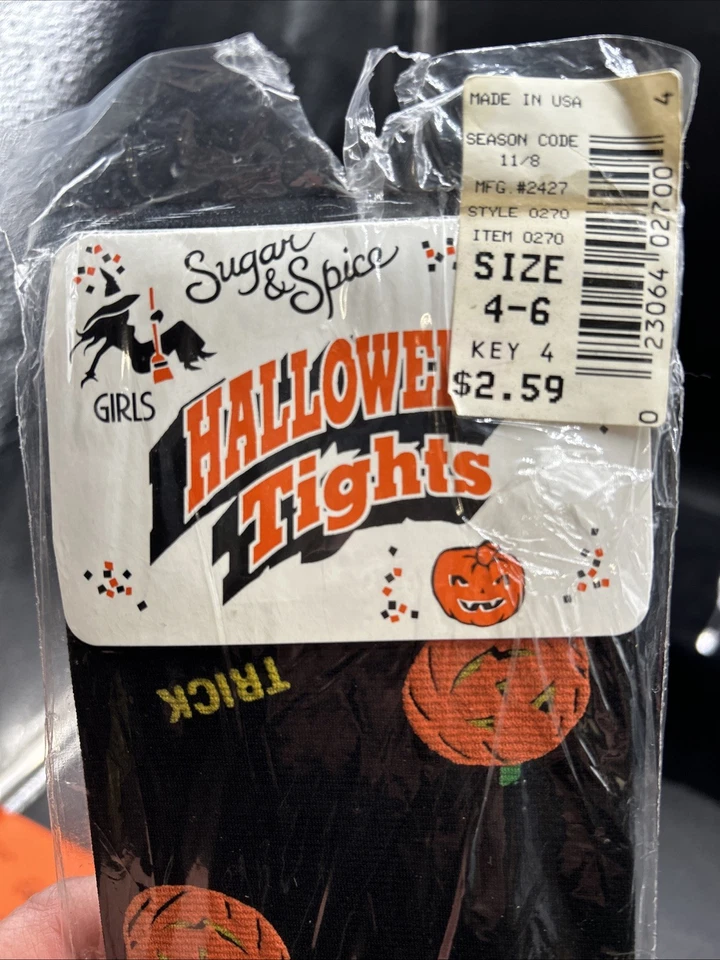 MADE IN USA
SEASON CODE
11/8
MFG.#2427
STYLE 0270
ITEM 0270
SIZE
4-6
KEY 4
$2.59
0 23064 02700 4
Sugar
& Spice
GIRLS
HALLOWE
Tights
TRICK